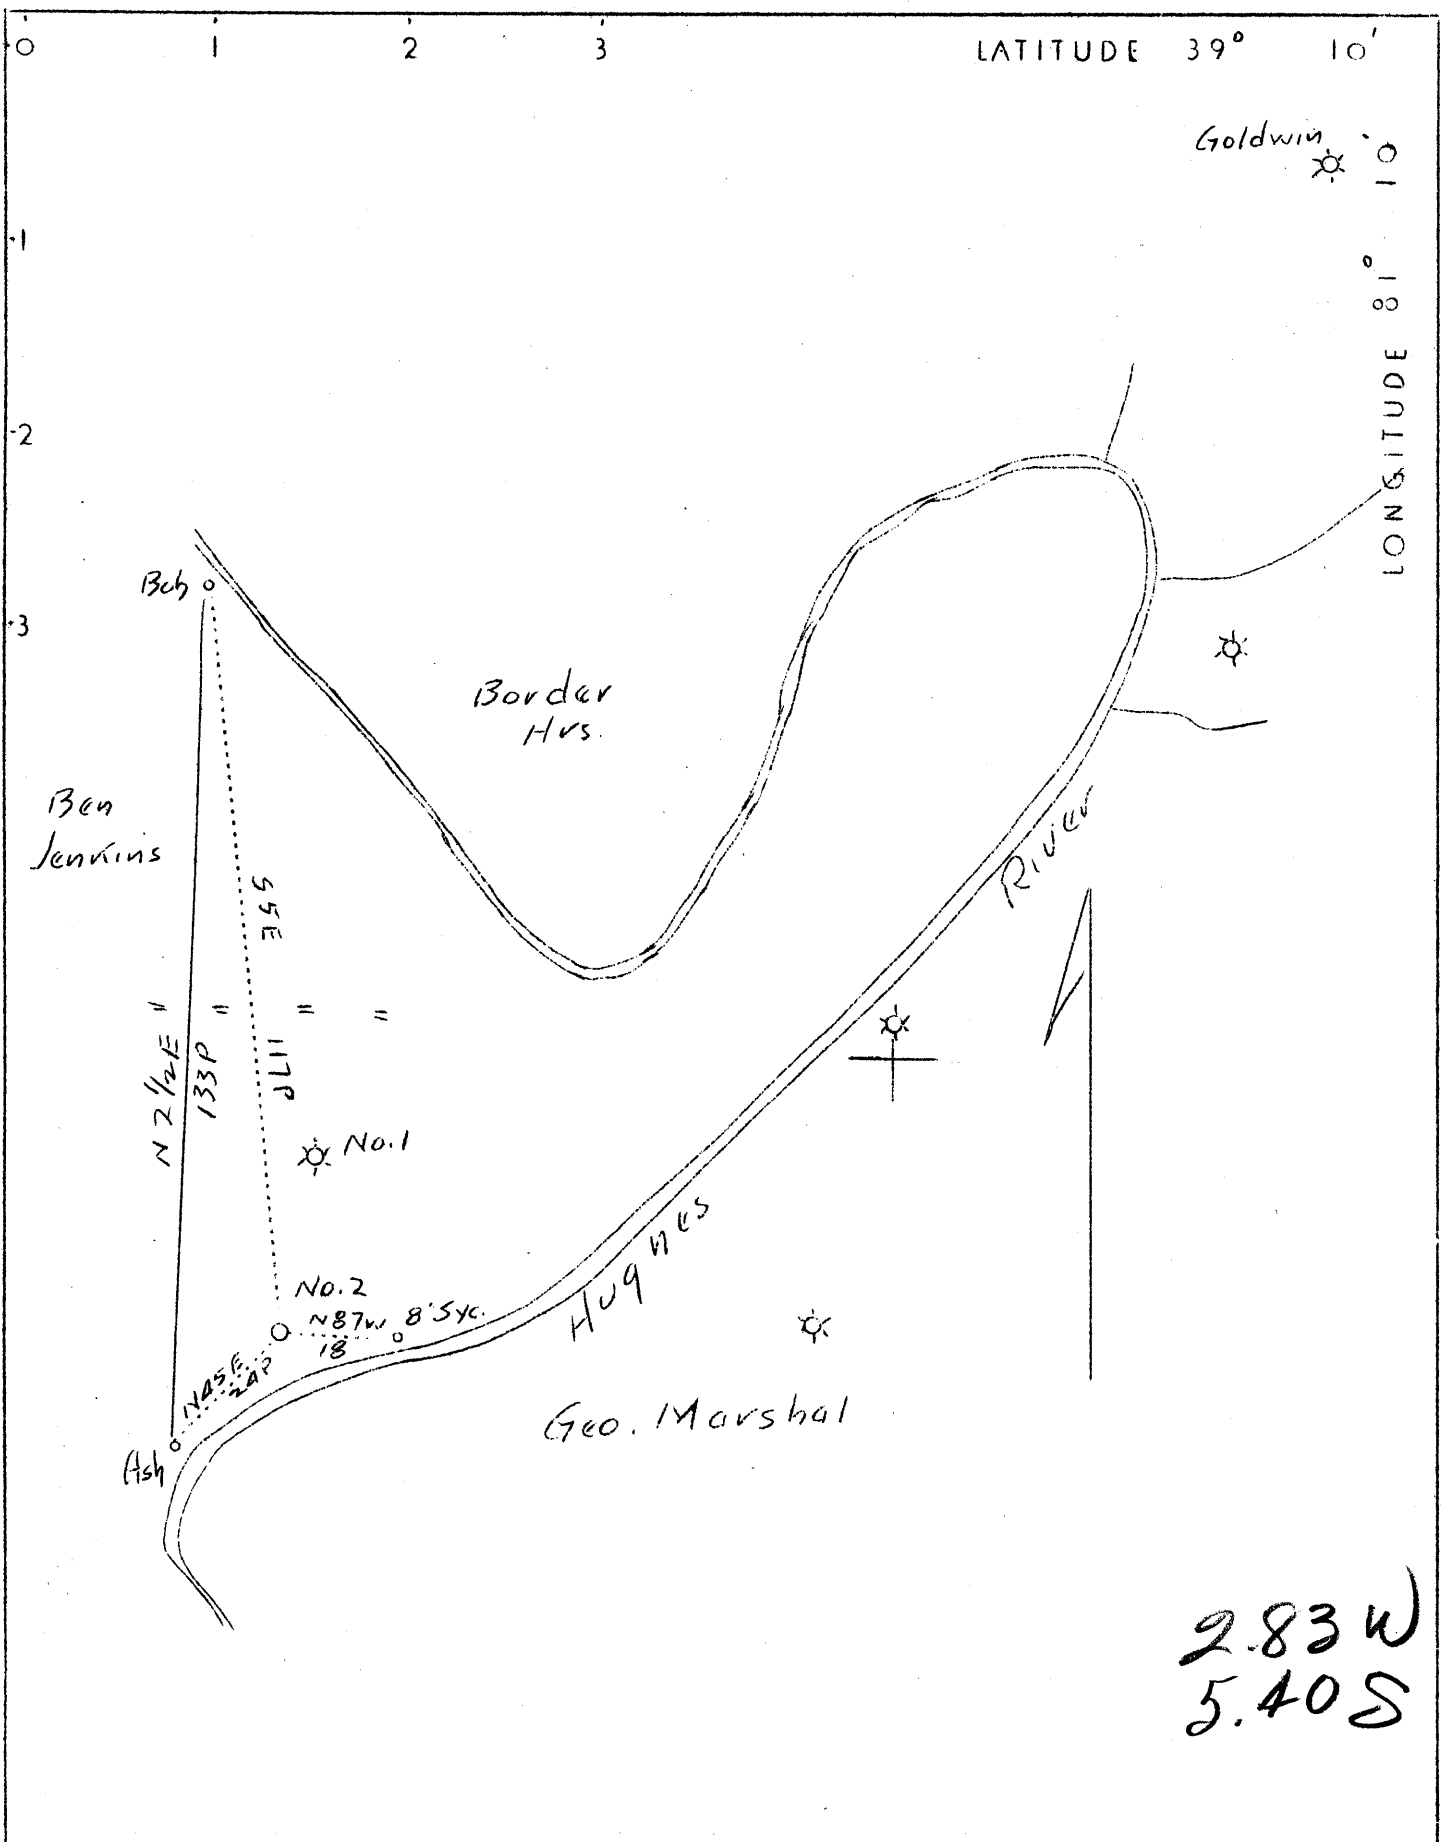 0 1 2 3 LATITUDE 39° 10'
Goldwin
LONGITUDE 81° 10'
1
2
3
Bch
Border
Hrs.
Ben
Jenkins
S5E
117P
N 2 1/2 E
133P
" " " "
River
No.1
Hughes
No.2
N87W
18
8" Syc.
N45E
24P
Ash
Geo. Marshal
2.83 W
5.40 S